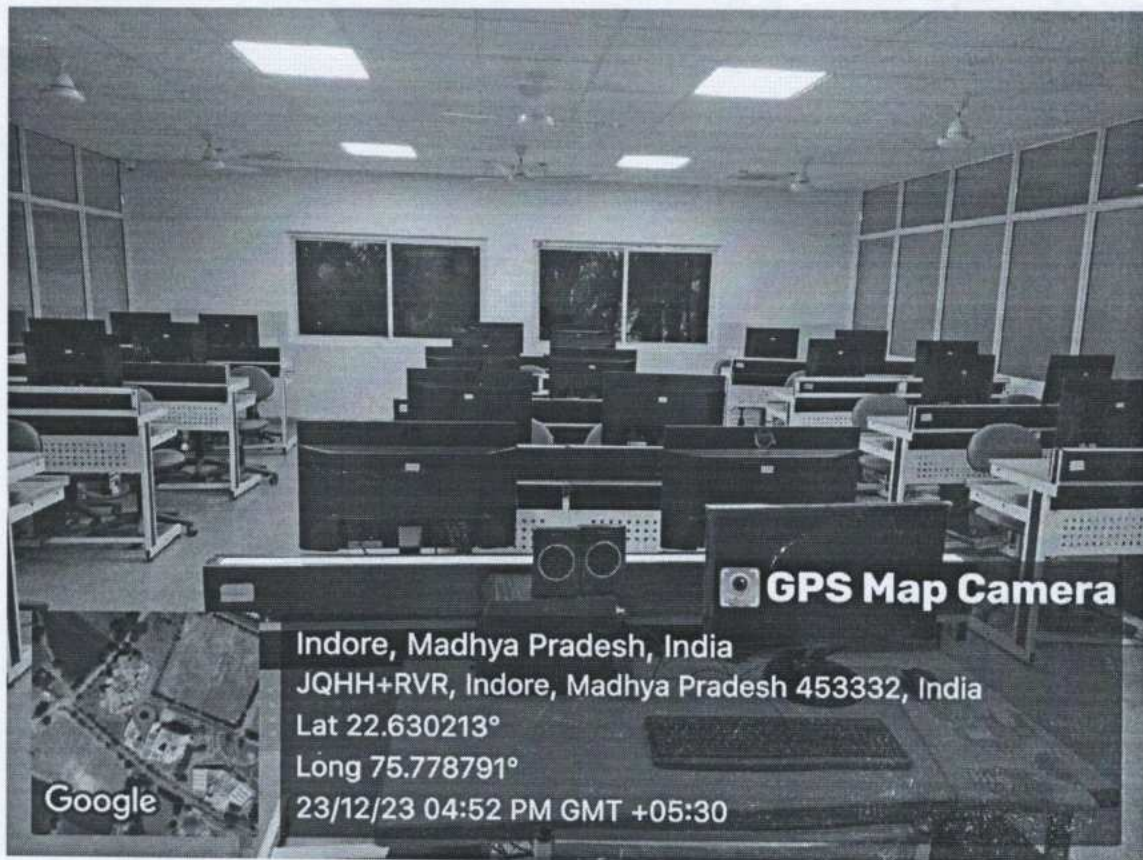 GPS Map Camera
Indore, Madhya Pradesh, India
JQHH+RVR, Indore, Madhya Pradesh 453332, India
Lat 22.630213°
Long 75.778791°
23/12/23 04:52 PM GMT +05:30
Google